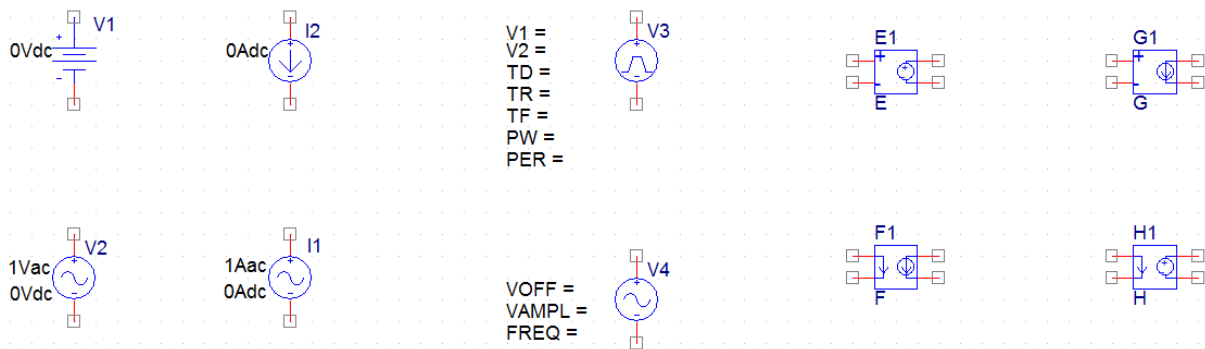 V1
0Vdc
I2
0Adc
V1 =
V2 =
TD =
TR =
TF =
PW =
PER =
V3
E1
E
G1
G
V2
1Vac
0Vdc
I1
1Aac
0Adc
VOFF =
VAMPL =
FREQ =
V4
F1
F
H1
H